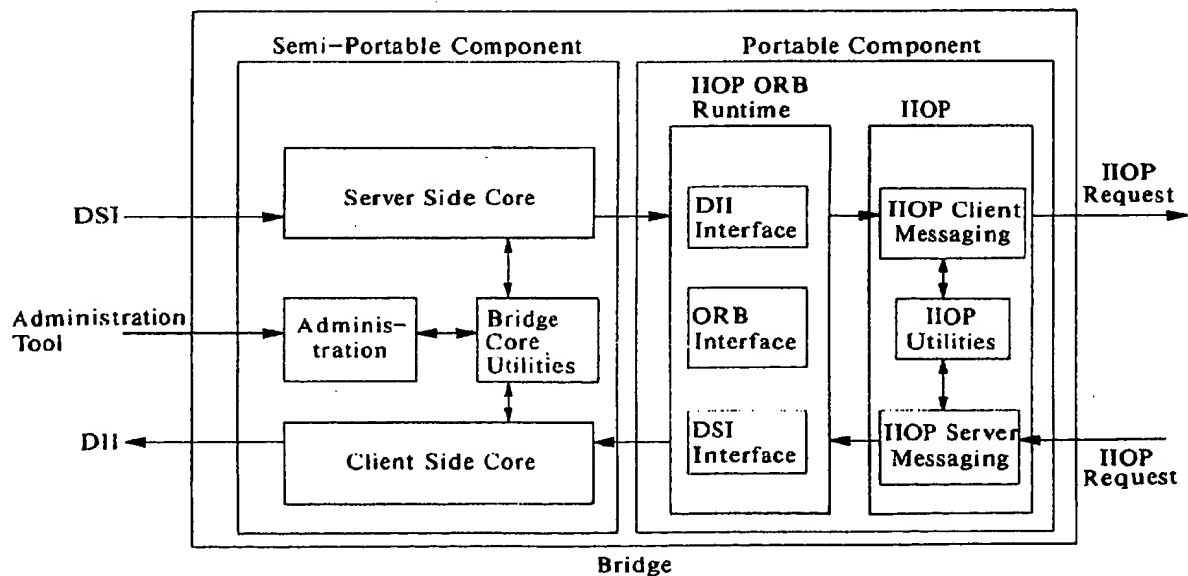 Semi-Portable Component
Portable Component
IIOP ORB
Runtime
IIOP
Server Side Core
DII
Interface
IIOP Client
Messaging
IIOP
Request
DSI
Administration
Tool
Adminis-
tration
Bridge
Core
Utilities
ORB
Interface
IIOP
Utilities
DII
Client Side Core
DSI
Interface
IIOP Server
Messaging
IIOP
Request
Bridge